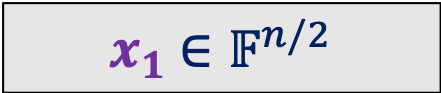 x₁ ∈ 𝔽^{n/2}